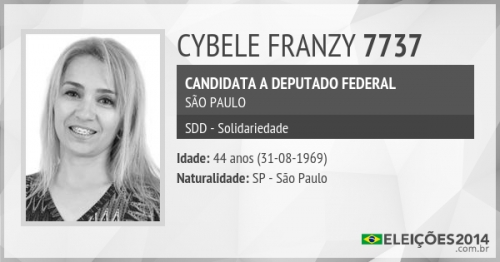 CYBELE FRANZY 7737
CANDIDATA A DEPUTADO FEDERAL
SÃO PAULO
SDD - Solidariedade
Idade: 44 anos (31-08-1969)
Naturalidade: SP - São Paulo
ELEIÇÕES2014
.com.br